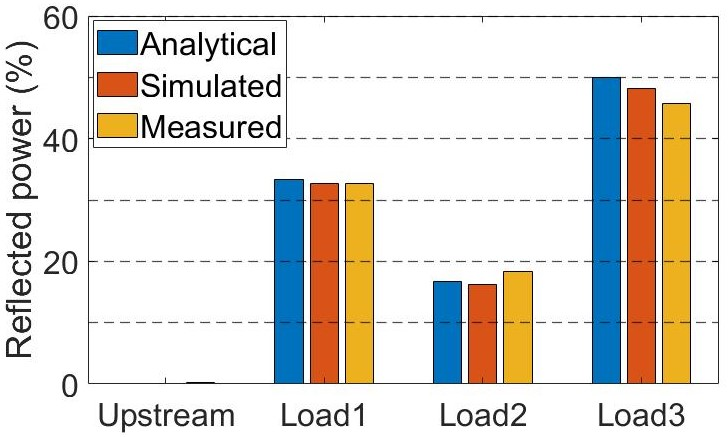 Reflected power (%)
60
40
20
0
Analytical
Simulated
Measured
Upstream Load1 Load2 Load3